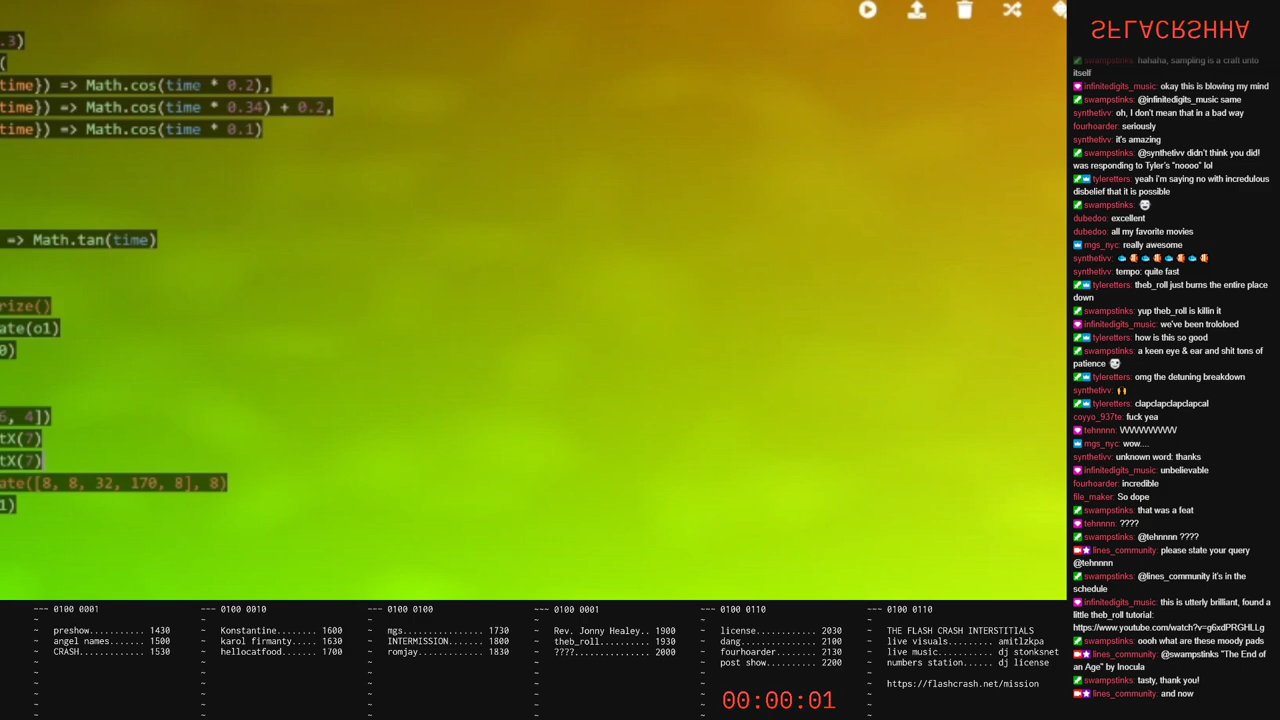 .3)
(
time}) => Math.cos(time * 0.2),
time}) => Math.cos(time * 0.34) + 0.2,
time}) => Math.cos(time * 0.1)
=> Math.tan(time)
rize()
ate(o1)
0)
6, 4])
tX(7)
tX(7)
ate([8, 8, 32, 170, 8], 8)
1)
SFLACRSHHA
swampstinks: hahaha, sampling is a craft unto
itself
infinitedigits_music: okay this is blowing my mind
swampstinks: @infinitedigits_music same
synthetivv: oh, I don't mean that in a bad way
fourhoarder: seriously
synthetivv: it's amazing
swampstinks: @synthetivv didn't think you did!
was responding to Tyler's "noooo" lol
tyleretters: yeah i'm saying no with incredulous
disbelief that it is possible
swampstinks:
dubedoo: excellent
dubedoo: all my favorite movies
mgs_nyc: really awesome
synthetivv: 🐟 🐠 🐟 🐠 🐟 🐠 🐟 🐠
synthetivv: tempo: quite fast
tyleretters: theb_roll just burns the entire place
down
swampstinks: yup theb_roll is killin it
infinitedigits_music: we've been trololoed
tyleretters: how is this so good
swampstinks: a keen eye & ear and shit tons of
patience
tyleretters: omg the detuning breakdown
synthetivv: 🙌
tyleretters: clapclapclapclapcal
coyyo_937te: fuck yea
tehnnnn: VVVVVVVVVV
mgs_nyc: wow....
synthetivv: unknown word: thanks
infinitedigits_music: unbelievable
fourhoarder: incredible
file_maker: So dope
swampstinks: that was a feat
tehnnnn: ????
swampstinks: @tehnnnn ????
lines_community: please state your query
@tehnnnn
swampstinks: @lines_community it's in the
schedule
infinitedigits_music: this is utterly brilliant, found a
little theb_roll tutorial:
https://www.youtube.com/watch?v=g6xdPRGHLLg
swampstinks: oooh what are these moody pads
lines_community: @swampstinks "The End of
an Age" by Inocula
swampstinks: tasty, thank you!
lines_community: and now
~~~ 0100 0001
preshow.......... 1430
angel names...... 1500
CRASH............ 1530
~~~ 0100 0010
Konstantine...... 1600
karol firmanty... 1630
hellocatfood..... 1700
~~~ 0100 0100
mgs.............. 1730
INTERMISSION..... 1800
romjay........... 1830
~~~ 0100 0001
Rev. Jonny Healey.. 1900
theb_roll........ 1930
????............. 2000
~~~ 0100 0110
license.......... 2030
dang............. 2100
fourhoarder...... 2130
post show........ 2200
00:00:01
~~~ 0100 0110
THE FLASH CRASH INTERSTITIALS
live visuals........ amitlzkpa
live music....... dj stonksnet
numbers station.... dj license
https://flashcrash.net/mission